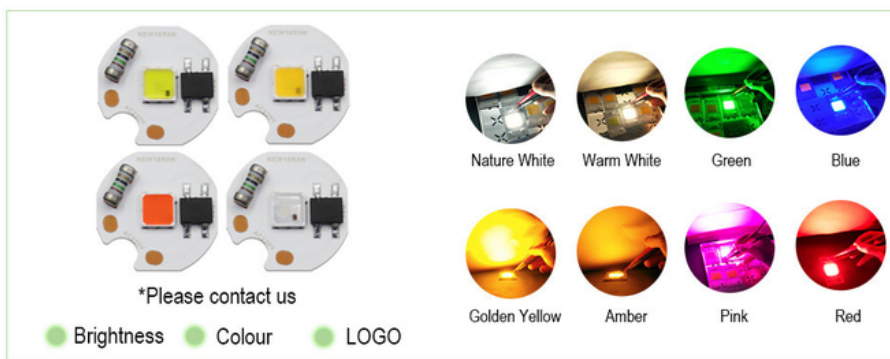 Nature White
Warm White
Green
Blue
Golden Yellow
Amber
Pink
Red
*Please contact us
Brightness
Colour
LOGO